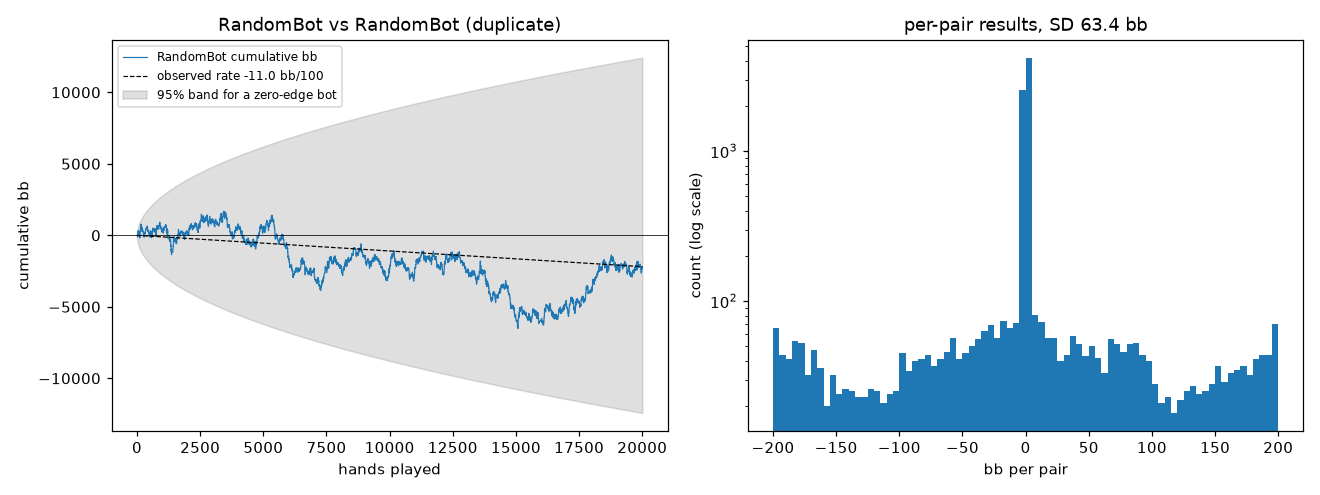 RandomBot vs RandomBot (duplicate)
RandomBot cumulative bb
observed rate -11.0 bb/100
95% band for a zero-edge bot
cumulative bb
10000
5000
0
−5000
−10000
0 2500 5000 7500 10000 12500 15000 17500 20000
hands played
per-pair results, SD 63.4 bb
count (log scale)
10³
10²
−200 −150 −100 −50 0 50 100 150 200
bb per pair